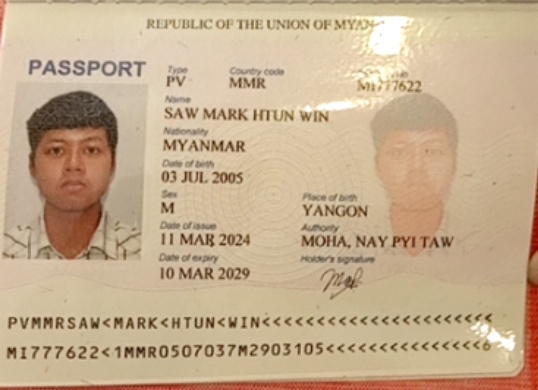 REPUBLIC OF THE UNION OF MYAN
PASSPORT
Type Country code
PV MMR MI777622
Name
SAW MARK HTUN WIN
Nationality
MYANMAR
Date of birth
03 JUL 2005
Sex Place of birth
M YANGON
Date of issue Authority
11 MAR 2024 MOHA, NAY PYI TAW
Date of expiry Holder's signature
10 MAR 2029
PVMMRSAW<MARK<HTUN<WIN<<<<<<<<<<<<<<<<<<<<<<
MI777622<1MMR0507037M2903105<<<<<<<<<<<<<<<6